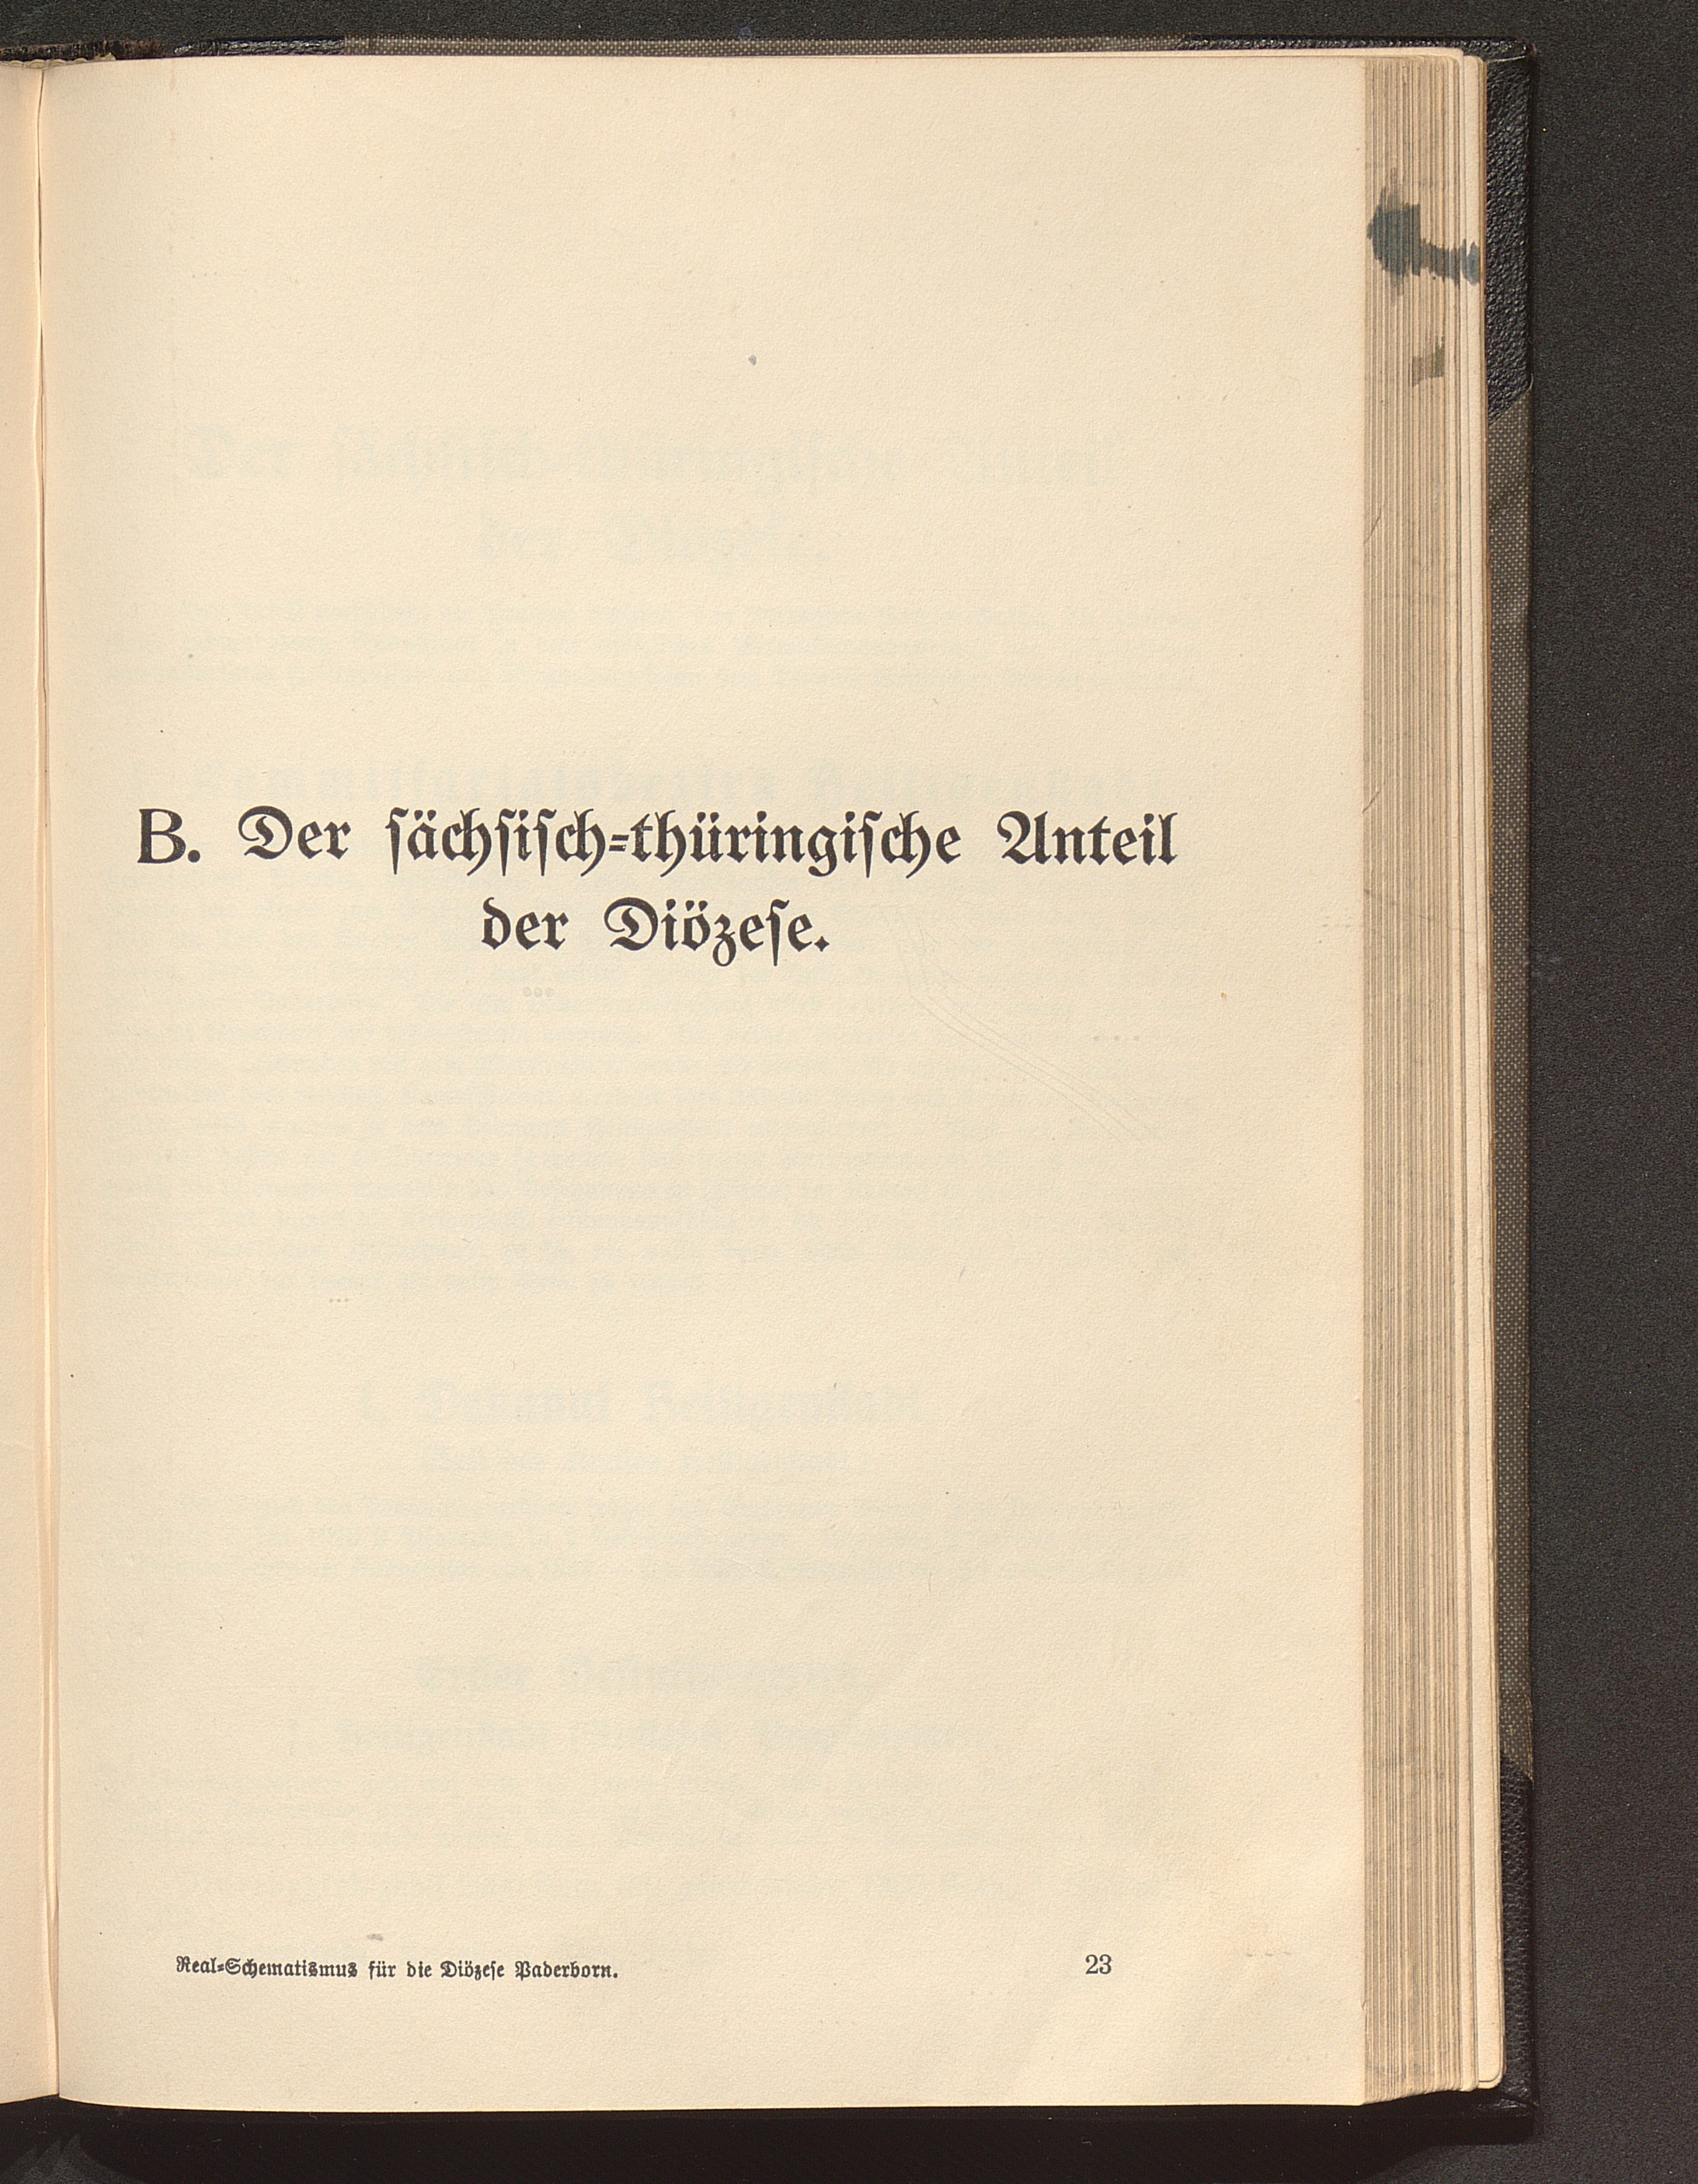 B. Der ſächſiſch-thüringiſche Anteil
der Diözeſe.
Real-Schematismus für die Diözeſe Paderborn.
23